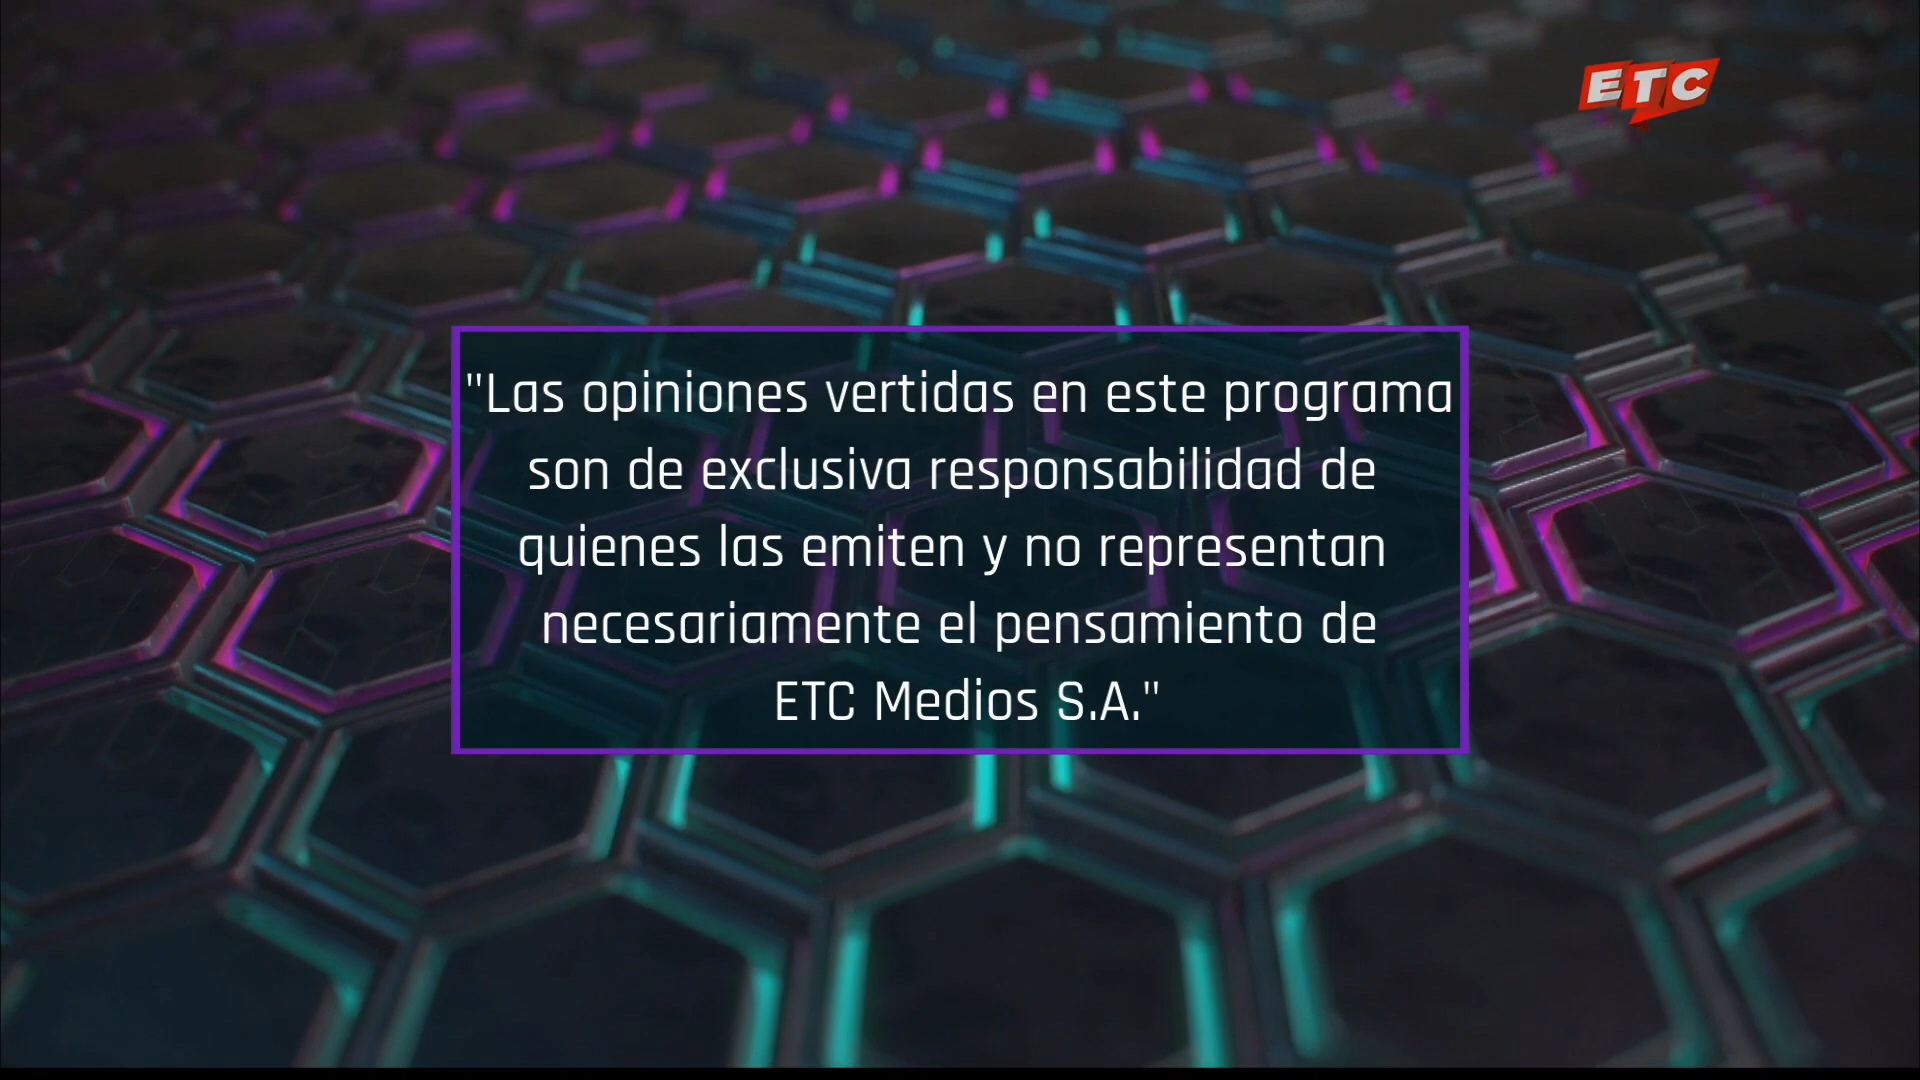 ETC
"Las opiniones vertidas en este programa
son de exclusiva responsabilidad de
quienes las emiten y no representan
necesariamente el pensamiento de
ETC Medios S.A."